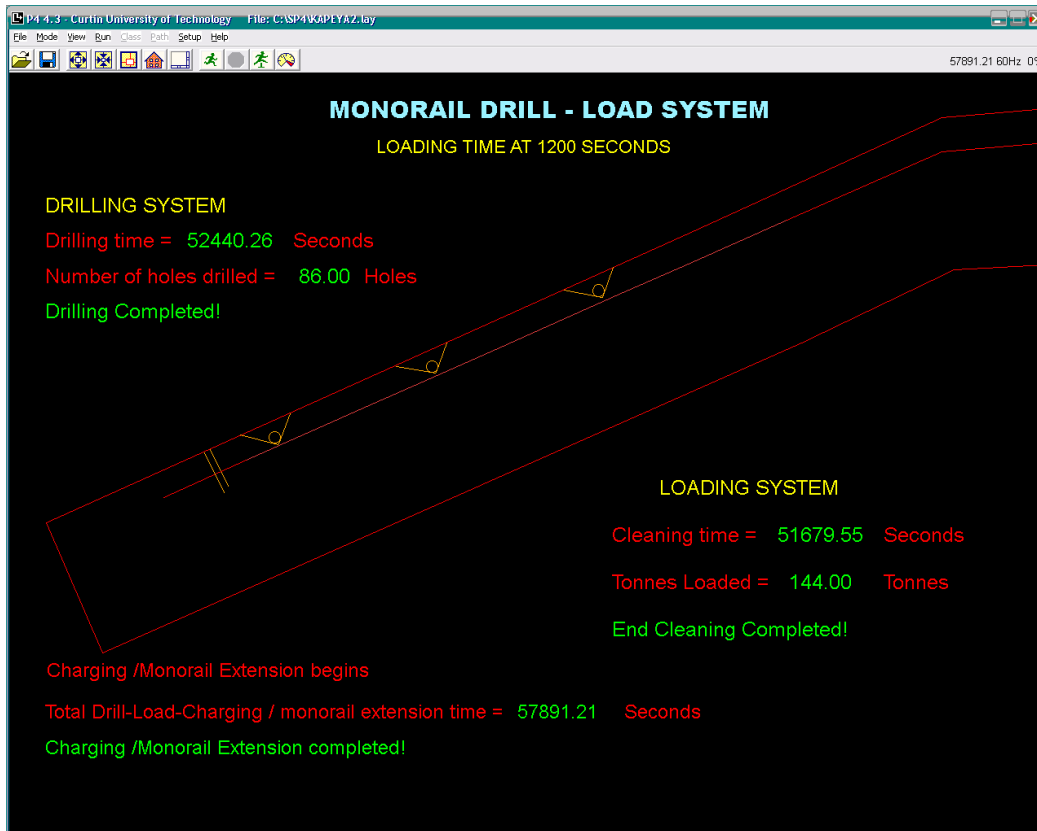 P4 4.3 - Curtin University of Technology File: C:\SP4\KAPEYA2.lay
File Mode View Run Class Path Setup Help
57891.21 60Hz 0%
MONORAIL DRILL - LOAD SYSTEM
LOADING TIME AT 1200 SECONDS
DRILLING SYSTEM
Drilling time = 52440.26 Seconds
Number of holes drilled = 86.00 Holes
Drilling Completed!
LOADING SYSTEM
Cleaning time = 51679.55 Seconds
Tonnes Loaded = 144.00 Tonnes
End Cleaning Completed!
Charging /Monorail Extension begins
Total Drill-Load-Charging / monorail extension time = 57891.21 Seconds
Charging /Monorail Extension completed!